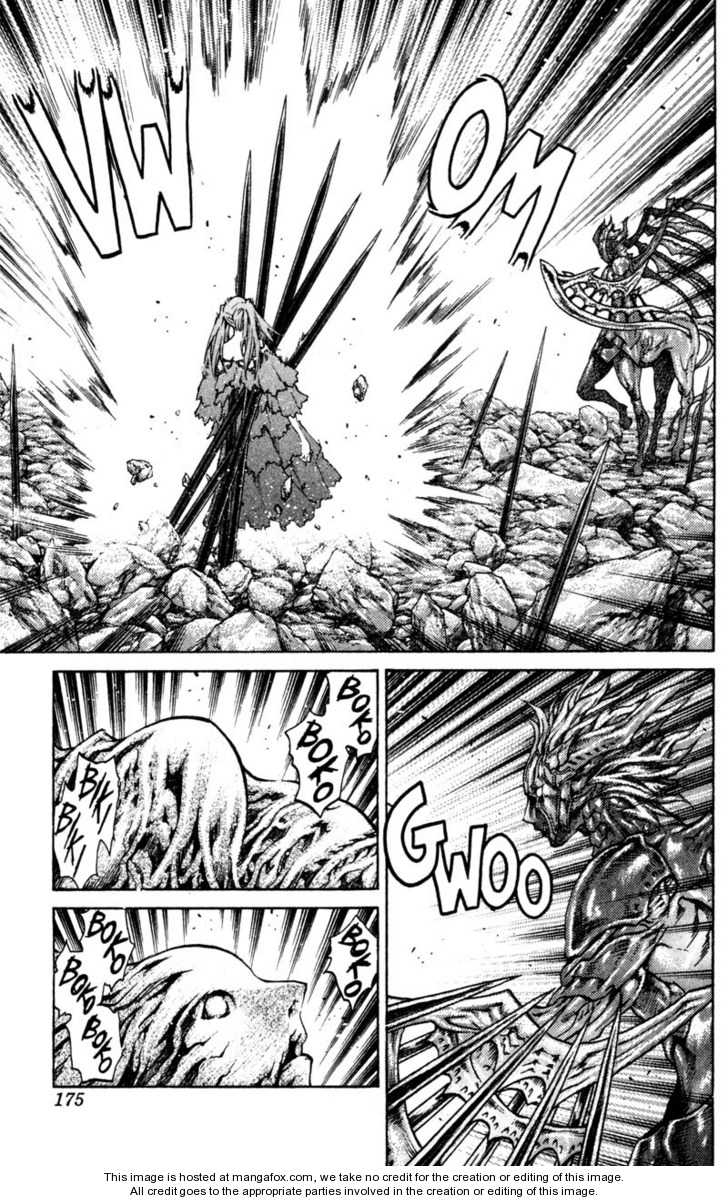 VW
OM
GWOO
BOKO
BOKO
BIKI
BIKI
BOKO
BOKO
BOKO
BOKO
175
This image is hosted at mangafox.com, we take no credit for the creation or editing of this image.
All credit goes to the appropriate parties involved in the creation or editing of this image.